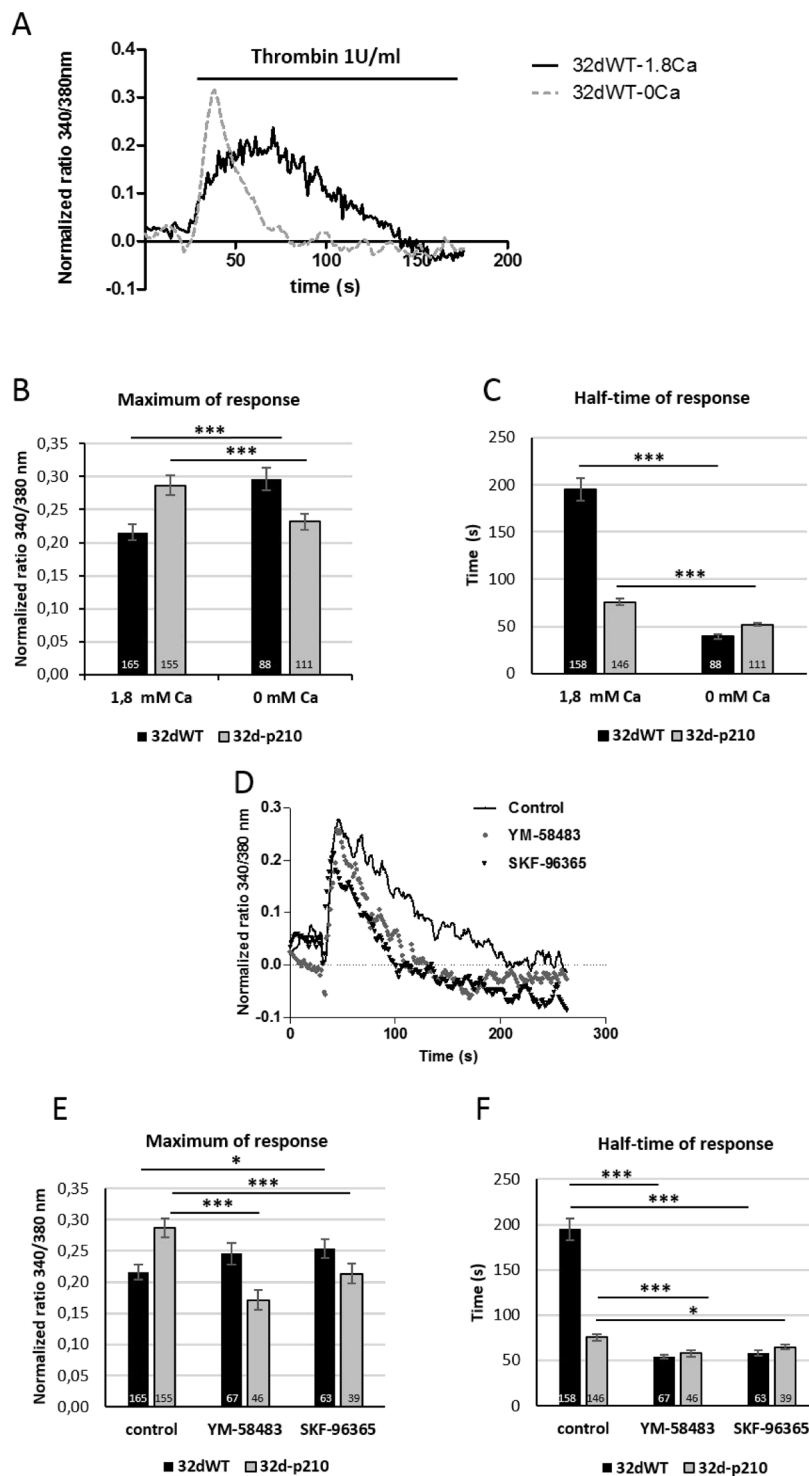 A
Normalized ratio 340/380nm
0.4
0.3
0.2
0.1
0.0
-0.1
Thrombin 1U/ml
50
100
150
200
time (s)
32dWT-1.8Ca
32dWT-0Ca
B
Maximum of response
Normalized ratio 340/380 nm
0,35
0,30
0,25
0,20
0,15
0,10
0,05
0,00
***
***
165
155
88
111
1,8 mM Ca
0 mM Ca
32dWT
32d-p210
C
Half-time of response
Time (s)
250
200
150
100
50
0
***
***
158
146
88
111
1,8 mM Ca
0 mM Ca
32dWT
32d-p210
D
Normalized ratio 340/380 nm
0.3
0.2
0.1
0.0
-0.1
0
100
200
300
Time (s)
Control
YM-58483
SKF-96365
E
Maximum of response
Normalized ratio 340/380 nm
0,35
0,30
0,25
0,20
0,15
0,10
0,05
0,00
*
***
***
165
155
67
46
63
39
control
YM-58483
SKF-96365
32dWT
32d-p210
F
Half-time of response
Time (s)
250
200
150
100
50
0
***
***
***
*
158
146
67
46
63
39
control
YM-58483
SKF-96365
32dWT
32d-p210